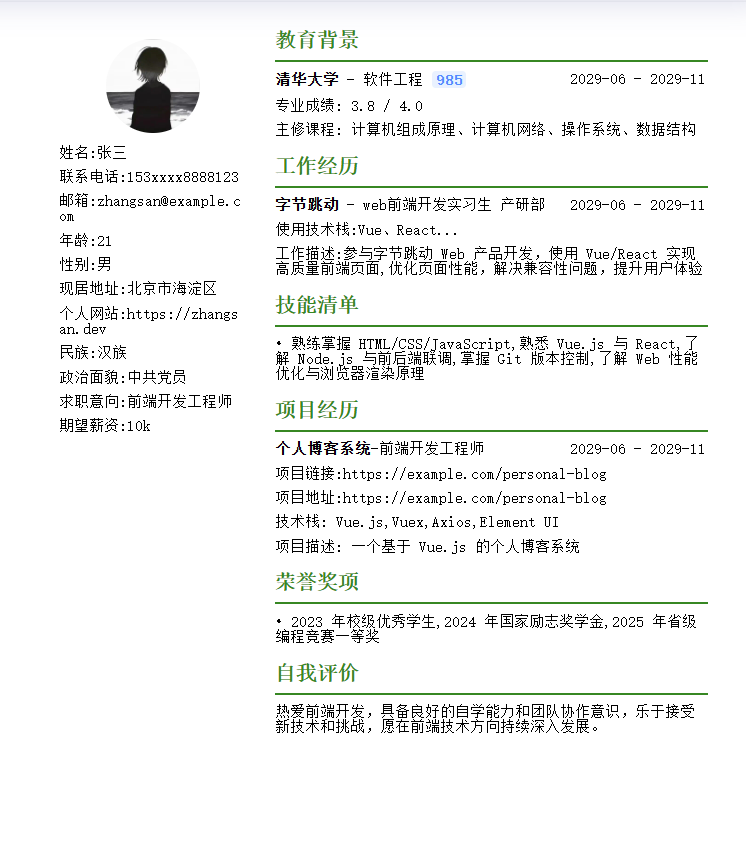 姓名:张三
联系电话:153xxxx8888123
邮箱:zhangsan@example.c
om
年龄:21
性别:男
现居地址:北京市海淀区
个人网站:https://zhangs
an.dev
民族:汉族
政治面貌:中共党员
求职意向:前端开发工程师
期望薪资:10k
教育背景
清华大学 - 软件工程 985 2029-06 - 2029-11
专业成绩: 3.8 / 4.0
主修课程: 计算机组成原理、计算机网络、操作系统、数据结构
工作经历
字节跳动 - web前端开发实习生 产研部 2029-06 - 2029-11
使用技术栈:Vue、React...
工作描述:参与字节跳动 Web 产品开发，使用 Vue/React 实现
高质量前端页面,优化页面性能，解决兼容性问题，提升用户体验
技能清单
• 熟练掌握 HTML/CSS/JavaScript,熟悉 Vue.js 与 React,了
解 Node.js 与前后端联调,掌握 Git 版本控制,了解 Web 性能
优化与浏览器渲染原理
项目经历
个人博客系统-前端开发工程师 2029-06 - 2029-11
项目链接:https://example.com/personal-blog
项目地址:https://example.com/personal-blog
技术栈: Vue.js,Vuex,Axios,Element UI
项目描述: 一个基于 Vue.js 的个人博客系统
荣誉奖项
• 2023 年校级优秀学生,2024 年国家励志奖学金,2025 年省级
编程竞赛一等奖
自我评价
热爱前端开发，具备良好的自学能力和团队协作意识，乐于接受
新技术和挑战，愿在前端技术方向持续深入发展。